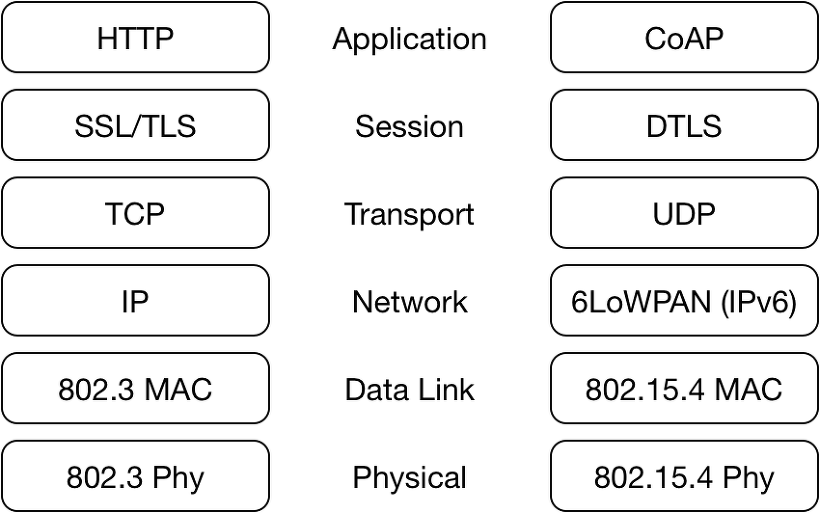 HTTP Application CoAP
SSL/TLS Session DTLS
TCP Transport UDP
IP Network 6LoWPAN (IPv6)
802.3 MAC Data Link 802.15.4 MAC
802.3 Phy Physical 802.15.4 Phy